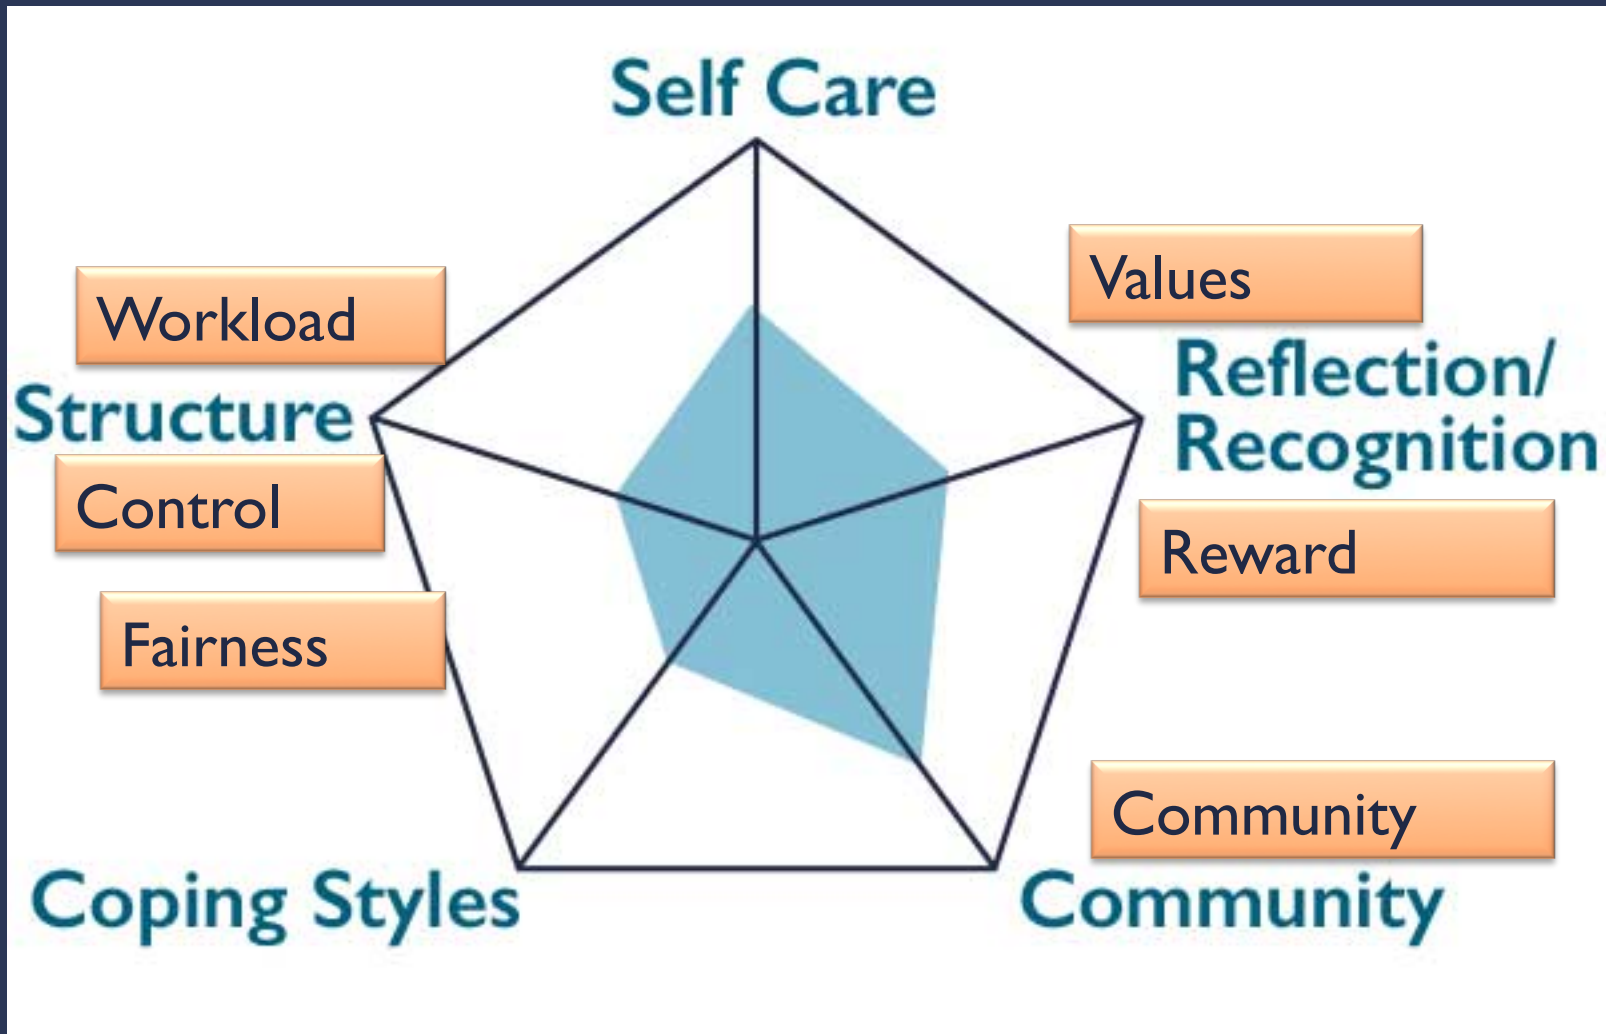 Self Care
Values
Workload
Reflection/
Recognition
Structure
Control
Reward
Fairness
Community
Coping Styles
Community